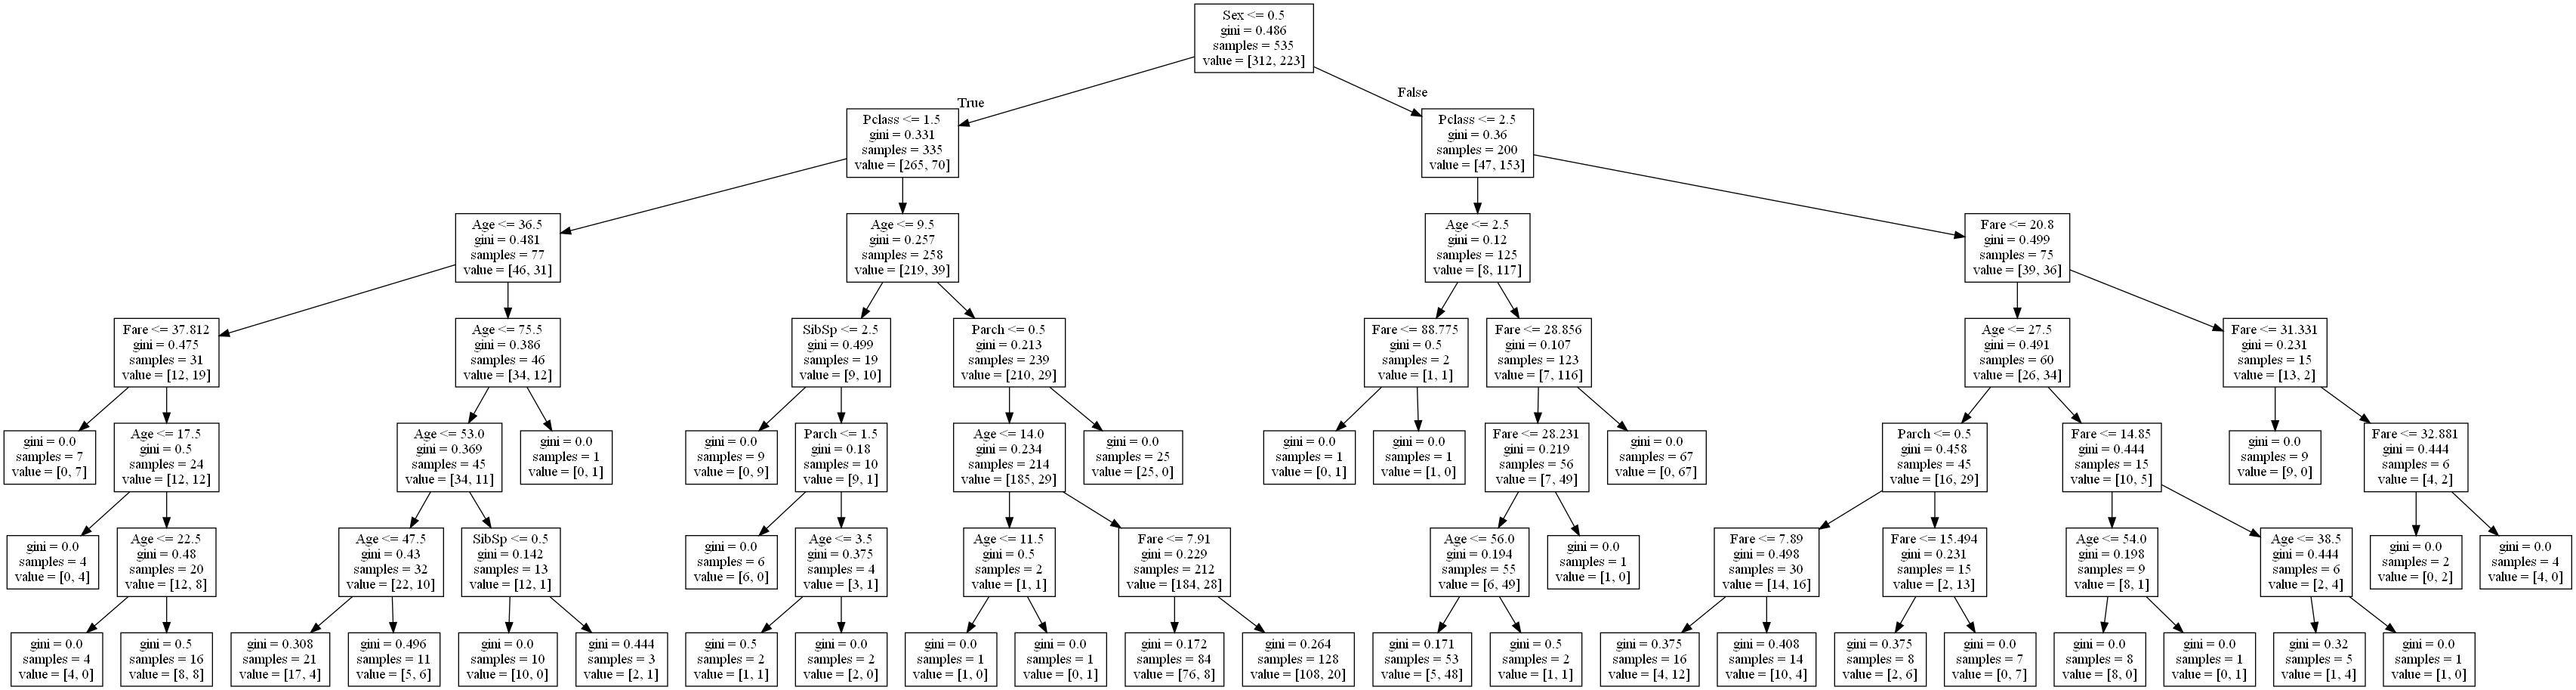 Sex <= 0.5
gini = 0.486
samples = 535
value = [312, 223]
True
False
Pclass <= 1.5
gini = 0.331
samples = 335
value = [265, 70]
Pclass <= 2.5
gini = 0.36
samples = 200
value = [47, 153]
Age <= 36.5
gini = 0.481
samples = 77
value = [46, 31]
Age <= 9.5
gini = 0.257
samples = 258
value = [219, 39]
Age <= 2.5
gini = 0.12
samples = 125
value = [8, 117]
Fare <= 20.8
gini = 0.499
samples = 75
value = [39, 36]
Fare <= 37.812
gini = 0.475
samples = 31
value = [12, 19]
Age <= 75.5
gini = 0.386
samples = 46
value = [34, 12]
SibSp <= 2.5
gini = 0.499
samples = 19
value = [9, 10]
Parch <= 0.5
gini = 0.213
samples = 239
value = [210, 29]
Fare <= 88.775
gini = 0.5
samples = 2
value = [1, 1]
Fare <= 28.856
gini = 0.107
samples = 123
value = [7, 116]
Age <= 27.5
gini = 0.491
samples = 60
value = [26, 34]
Fare <= 31.331
gini = 0.231
samples = 15
value = [13, 2]
gini = 0.0
samples = 7
value = [0, 7]
Age <= 17.5
gini = 0.5
samples = 24
value = [12, 12]
Age <= 53.0
gini = 0.369
samples = 45
value = [34, 11]
gini = 0.0
samples = 1
value = [0, 1]
gini = 0.0
samples = 9
value = [0, 9]
Parch <= 1.5
gini = 0.18
samples = 10
value = [9, 1]
Age <= 14.0
gini = 0.234
samples = 214
value = [185, 29]
gini = 0.0
samples = 25
value = [25, 0]
gini = 0.0
samples = 1
value = [0, 1]
gini = 0.0
samples = 1
value = [1, 0]
Fare <= 28.231
gini = 0.219
samples = 56
value = [7, 49]
gini = 0.0
samples = 67
value = [0, 67]
Parch <= 0.5
gini = 0.458
samples = 45
value = [16, 29]
Fare <= 14.85
gini = 0.444
samples = 15
value = [10, 5]
gini = 0.0
samples = 9
value = [9, 0]
Fare <= 32.881
gini = 0.444
samples = 6
value = [4, 2]
gini = 0.0
samples = 4
value = [0, 4]
Age <= 22.5
gini = 0.48
samples = 20
value = [12, 8]
Age <= 47.5
gini = 0.43
samples = 32
value = [22, 10]
SibSp <= 0.5
gini = 0.142
samples = 13
value = [12, 1]
gini = 0.0
samples = 6
value = [6, 0]
Age <= 3.5
gini = 0.375
samples = 4
value = [3, 1]
Age <= 11.5
gini = 0.5
samples = 2
value = [1, 1]
Fare <= 7.91
gini = 0.229
samples = 212
value = [184, 28]
Age <= 56.0
gini = 0.194
samples = 55
value = [6, 49]
gini = 0.0
samples = 1
value = [1, 0]
Fare <= 7.89
gini = 0.498
samples = 30
value = [14, 16]
Fare <= 15.494
gini = 0.231
samples = 15
value = [2, 13]
Age <= 54.0
gini = 0.198
samples = 9
value = [8, 1]
Age <= 38.5
gini = 0.444
samples = 6
value = [2, 4]
gini = 0.0
samples = 2
value = [0, 2]
gini = 0.0
samples = 4
value = [4, 0]
gini = 0.0
samples = 4
value = [4, 0]
gini = 0.5
samples = 16
value = [8, 8]
gini = 0.308
samples = 21
value = [17, 4]
gini = 0.496
samples = 11
value = [5, 6]
gini = 0.0
samples = 10
value = [10, 0]
gini = 0.444
samples = 3
value = [2, 1]
gini = 0.5
samples = 2
value = [1, 1]
gini = 0.0
samples = 2
value = [2, 0]
gini = 0.0
samples = 1
value = [1, 0]
gini = 0.0
samples = 1
value = [0, 1]
gini = 0.172
samples = 84
value = [76, 8]
gini = 0.264
samples = 128
value = [108, 20]
gini = 0.171
samples = 53
value = [5, 48]
gini = 0.5
samples = 2
value = [1, 1]
gini = 0.375
samples = 16
value = [4, 12]
gini = 0.408
samples = 14
value = [10, 4]
gini = 0.375
samples = 8
value = [2, 6]
gini = 0.0
samples = 7
value = [0, 7]
gini = 0.0
samples = 8
value = [8, 0]
gini = 0.0
samples = 1
value = [0, 1]
gini = 0.32
samples = 5
value = [1, 4]
gini = 0.0
samples = 1
value = [1, 0]